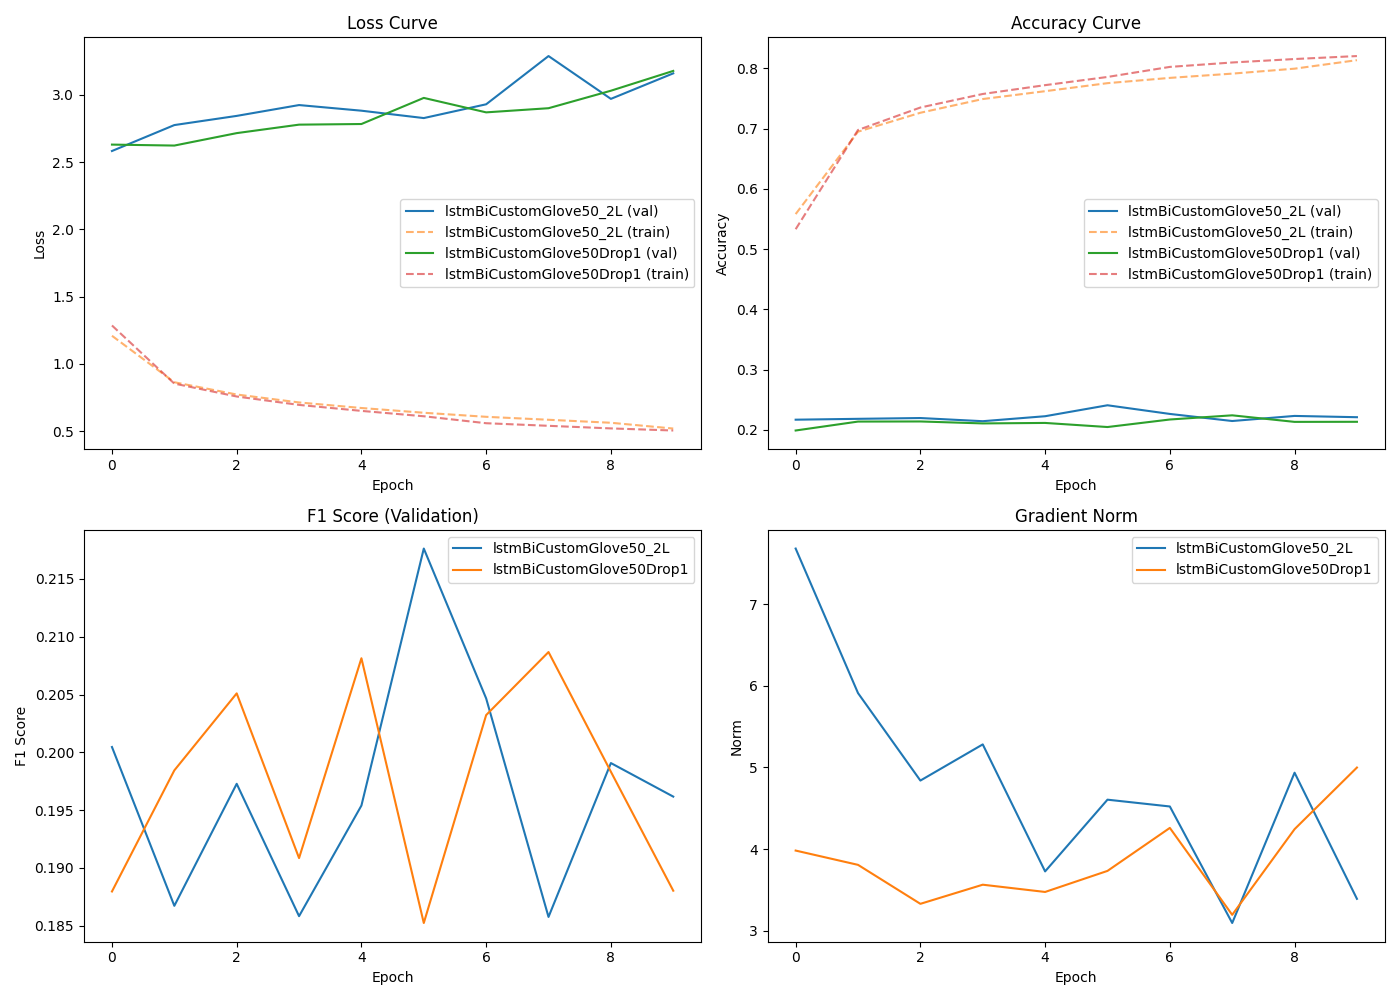 Loss Curve
Loss
3.0
2.5
2.0
1.5
1.0
0.5
lstmBiCustomGlove50_2L (val)
lstmBiCustomGlove50_2L (train)
lstmBiCustomGlove50Drop1 (val)
lstmBiCustomGlove50Drop1 (train)
0 2 4 6 8
Epoch
Accuracy Curve
Accuracy
0.8
0.7
0.6
0.5
0.4
0.3
0.2
lstmBiCustomGlove50_2L (val)
lstmBiCustomGlove50_2L (train)
lstmBiCustomGlove50Drop1 (val)
lstmBiCustomGlove50Drop1 (train)
0 2 4 6 8
Epoch
F1 Score (Validation)
F1 Score
0.215
0.210
0.205
0.200
0.195
0.190
0.185
lstmBiCustomGlove50_2L
lstmBiCustomGlove50Drop1
0 2 4 6 8
Epoch
Gradient Norm
Norm
7
6
5
4
3
lstmBiCustomGlove50_2L
lstmBiCustomGlove50Drop1
0 2 4 6 8
Epoch